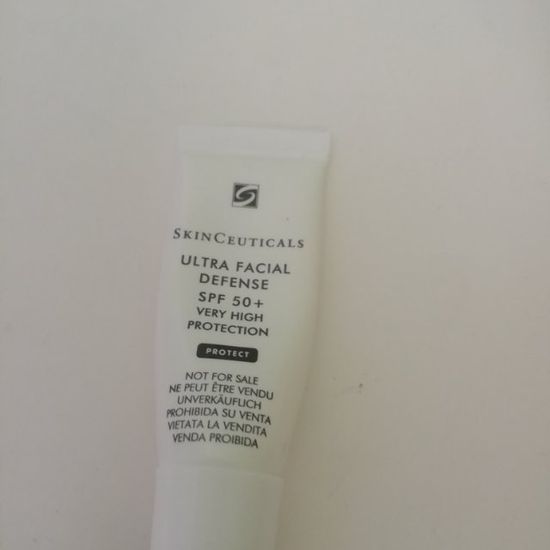 SKINCEUTICALS
ULTRA FACIAL
DEFENSE
SPF 50+
VERY HIGH
PROTECTION
PROTECT
NOT FOR SALE
NE PEUT ÊTRE VENDU
UNVERKÄUFLICH
PROHIBIDA SU VENTA
VIETATA LA VENDITA
VENDA PROIBIDA